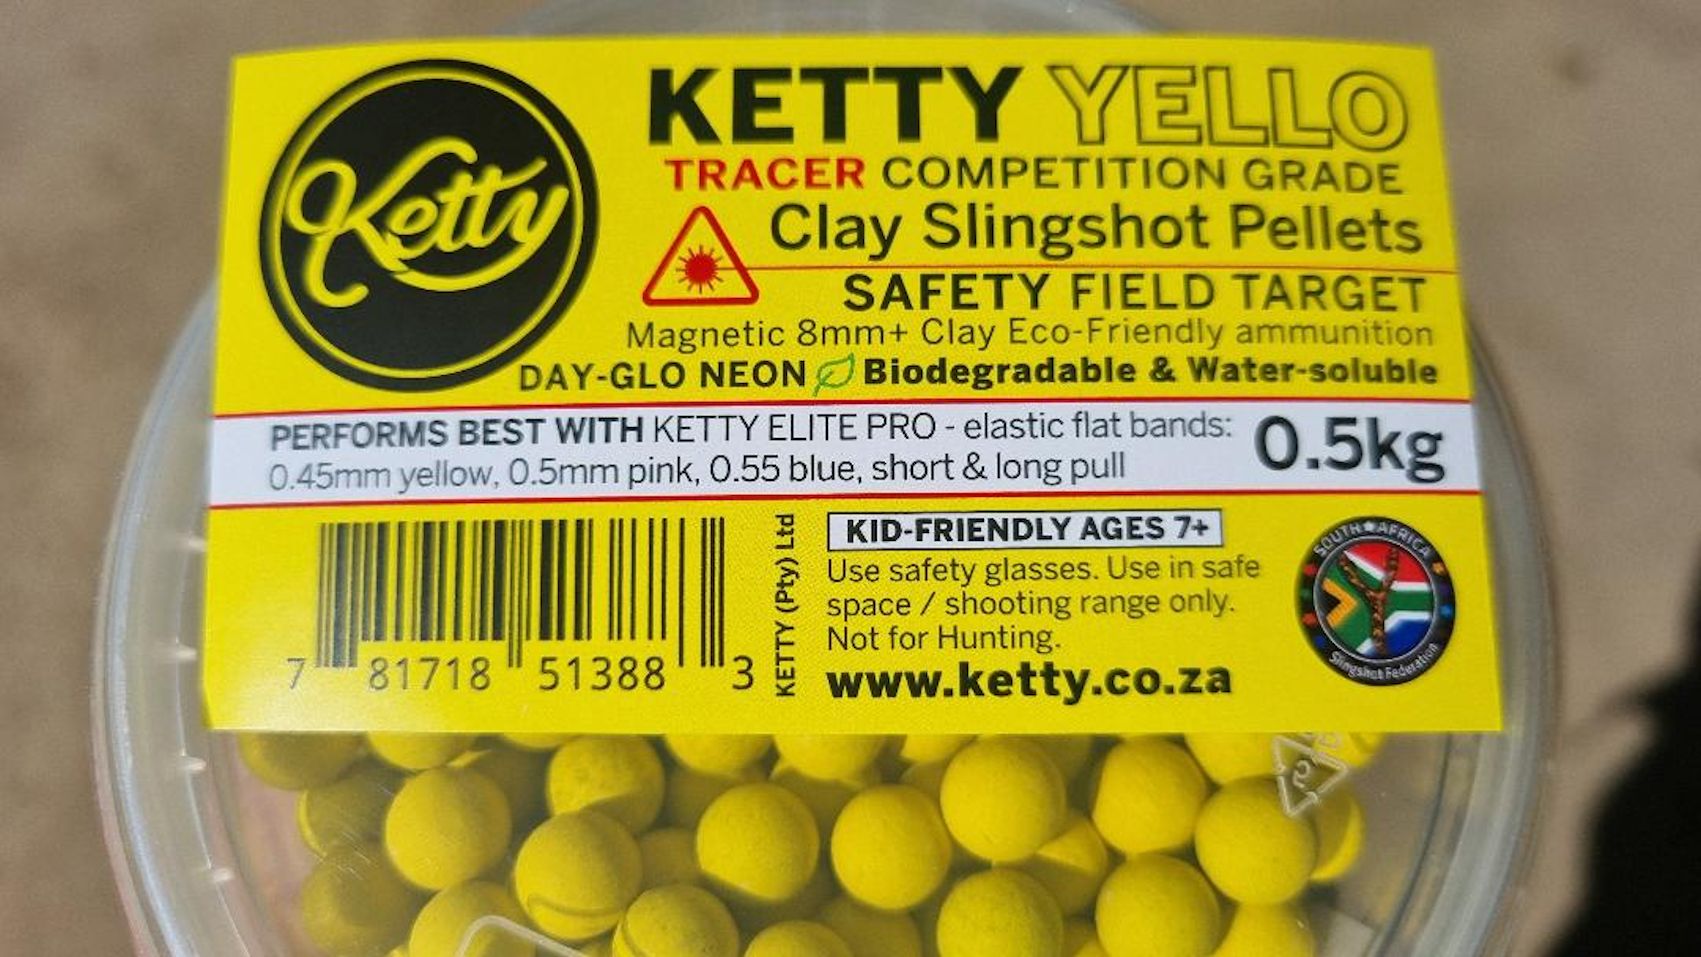 Ketty
KETTY YELLO
TRACER COMPETITION GRADE
Clay Slingshot Pellets
SAFETY FIELD TARGET
Magnetic 8mm+ Clay Eco-Friendly ammunition
DAY-GLO NEON Biodegradable & Water-soluble
PERFORMS BEST WITH KETTY ELITE PRO - elastic flat bands:
0.45mm yellow, 0.5mm pink, 0.55 blue, short & long pull
0.5kg
7 81718 51388 3
KETTY (Pty) Ltd
KID-FRIENDLY AGES 7+
Use safety glasses. Use in safe
space / shooting range only.
Not for Hunting.
www.ketty.co.za
SOUTH AFRICA
Slingshot Federation
5